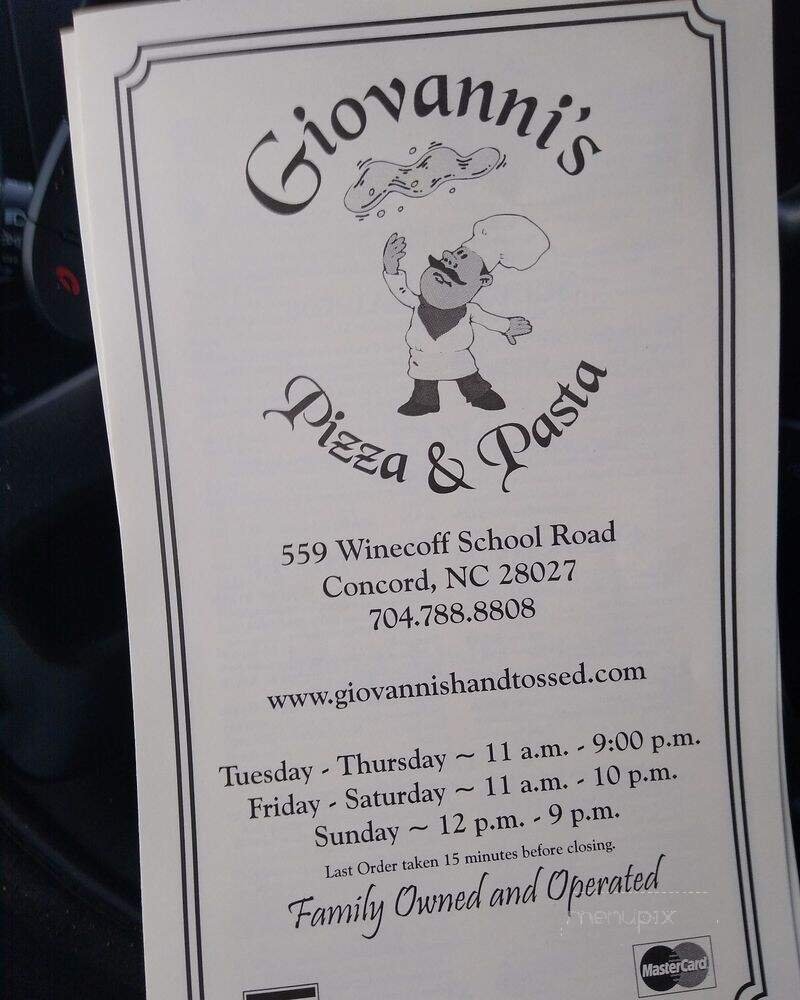 Giovanni's
Pizza & Pasta
559 Winecoff School Road
Concord, NC 28027
704.788.8808
www.giovannishandtossed.com
Tuesday - Thursday ~ 11 a.m. - 9:00 p.m.
Friday - Saturday ~ 11 a.m. - 10 p.m.
Sunday ~ 12 p.m. - 9 p.m.
Last Order taken 15 minutes before closing.
Family Owned and Operated
menupix
MasterCard